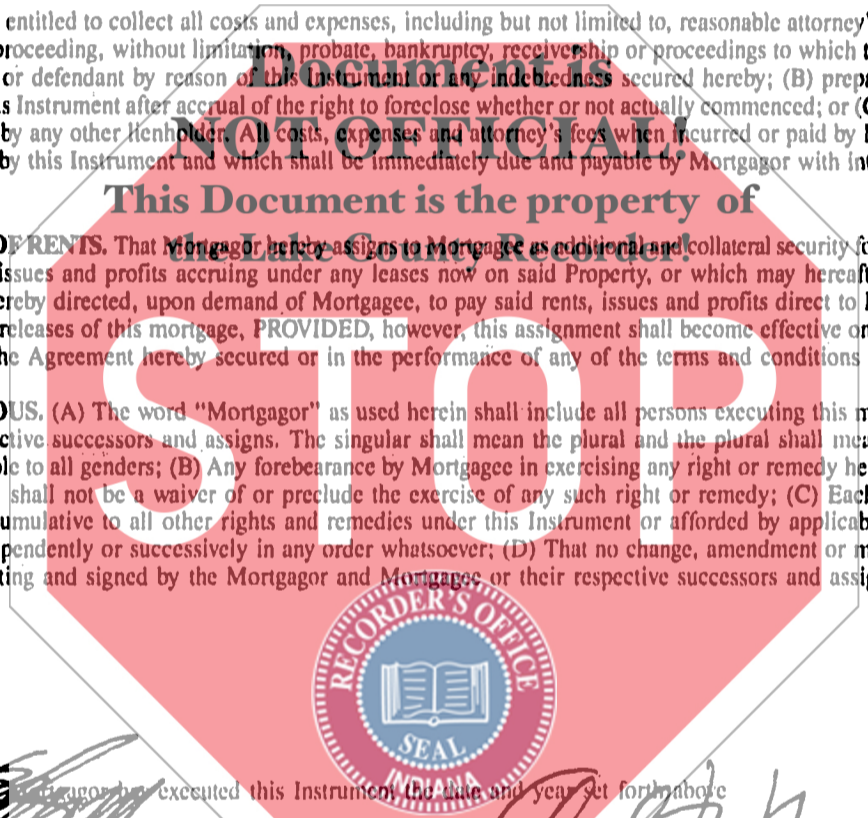 entitled to collect all costs and expenses, including but not limited to, reasonable attorney'
proceeding, without limitation, probate, bankruptcy, receivership or proceedings to which
Document is
or defendant by reason of this Instrument or any indebtedness secured hereby; (B) prep
s Instrument after accrual of the right to foreclose whether or not actually commenced; or (
NOT OFFICIAL!
by any other lienholder. All costs, expenses and attorney's fees when incurred or paid by
by this Instrument and which shall be immediately due and payable by Mortgagor with in
This Document is the property of
the Lake County Recorder!
OF RENTS. That Mortgagor hereby assigns to Mortgagee as additional and collateral security f
issues and profits accruing under any leases now on said Property, or which may hereaf
ereby directed, upon demand of Mortgagee, to pay said rents, issues and profits direct to
releases of this mortgage, PROVIDED, however, this assignment shall become effective o
he Agreement hereby secured or in the performance of any of the terms and conditions
STOP
OUS. (A) The word "Mortgagor" as used herein shall include all persons executing this m
ctive successors and assigns. The singular shall mean the plural and the plural shall mea
le to all genders; (B) Any forebearance by Mortgagee in exercising any right or remedy he
shall not be a waiver of or preclude the exercise of any such right or remedy; (C) Each
umulative to all other rights and remedies under this Instrument or afforded by applicab
pendently or successively in any order whatsoever; (D) That no change, amendment or m
ting and signed by the Mortgagor and Mortgagee or their respective successors and assig
RECORDER'S OFFICE
SEAL
INDIANA
executed this Instrument the date and year set forth above